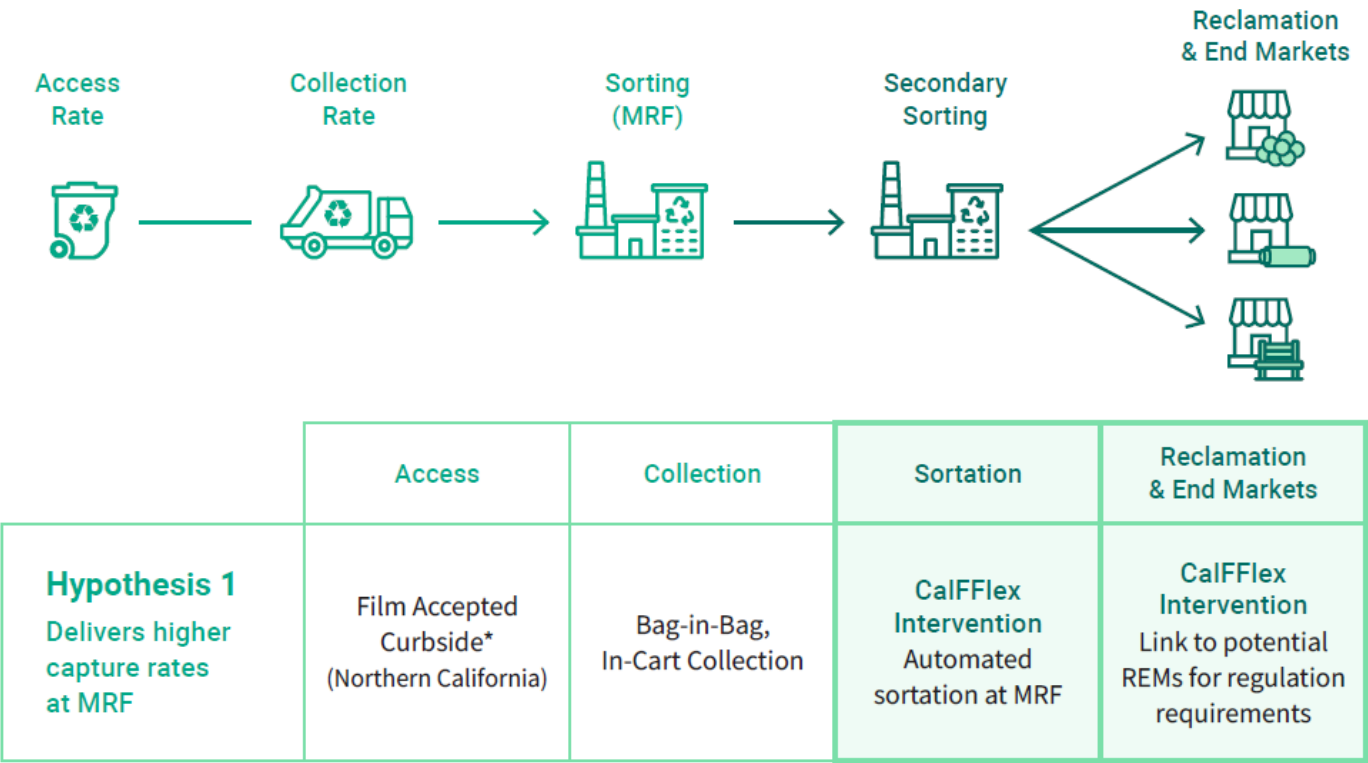 Access
Rate
Collection
Rate
Sorting
(MRF)
Secondary
Sorting
Reclamation
& End Markets
Access
Collection
Sortation
Reclamation
& End Markets
Hypothesis 1
Delivers higher
capture rates
at MRF
Film Accepted
Curbside*
(Northern California)
Bag-in-Bag,
In-Cart Collection
CalFFlex
Intervention
Automated
sortation at MRF
CalFFlex
Intervention
Link to potential
REMs for regulation
requirements